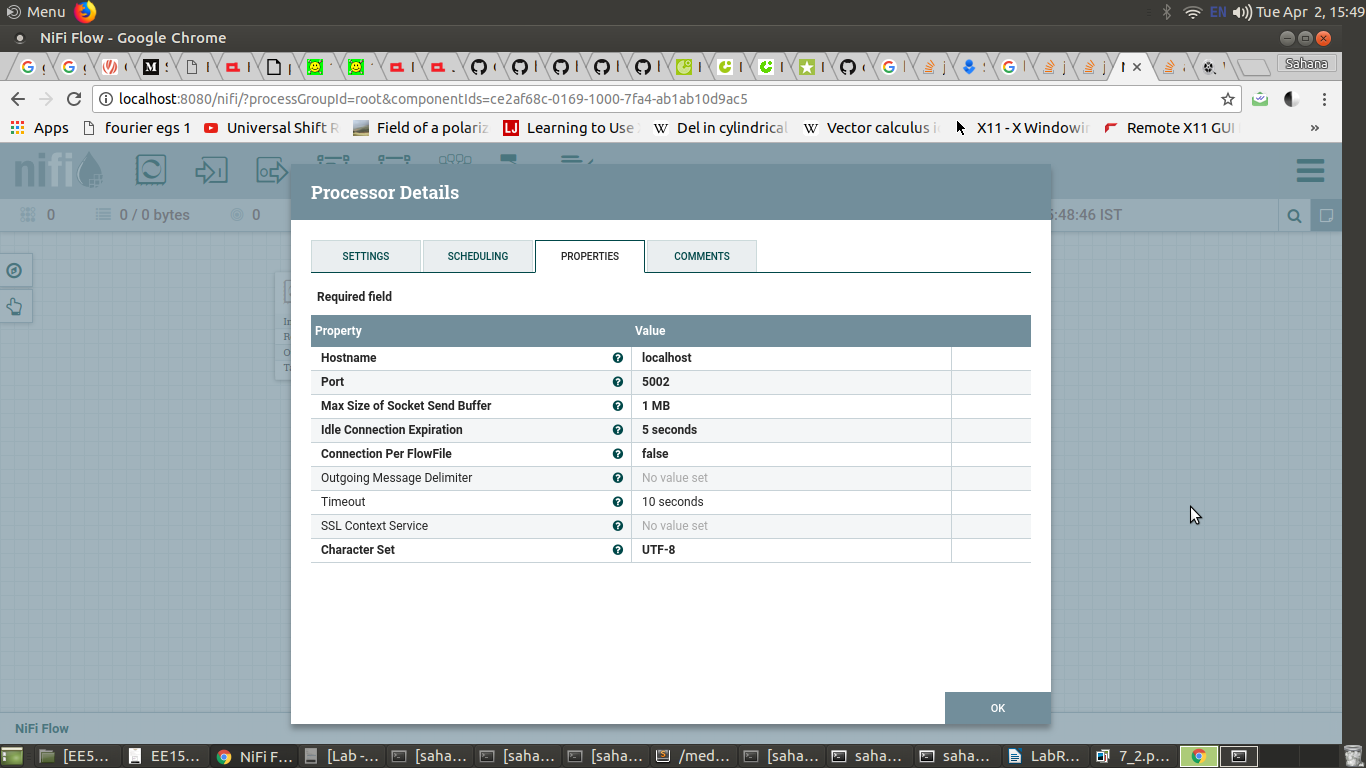 Menu
EN
Tue Apr 2, 15:49
NiFi Flow - Google Chrome
Sahana
localhost:8080/nifi/?processGroupId=root&componentIds=ce2af68c-0169-1000-7fa4-ab1ab10d9ac5
Apps fourier egs 1 Universal Shift R Field of a polariz Learning to Use Del in cylindrical Vector calculus i X11 - X Windowin Remote X11 GUI »
nifi
0 0 / 0 bytes 0 5:48:46 IST
Processor Details
SETTINGS SCHEDULING PROPERTIES COMMENTS
Required field
Property Value
Hostname localhost
Port 5002
Max Size of Socket Send Buffer 1 MB
Idle Connection Expiration 5 seconds
Connection Per FlowFile false
Outgoing Message Delimiter No value set
Timeout 10 seconds
SSL Context Service No value set
Character Set UTF-8
OK
NiFi Flow
[EE5... EE15... NiFi F... [Lab -... [saha... [saha... [saha... /med... [saha... saha... saha... LabR... 7_2.p...